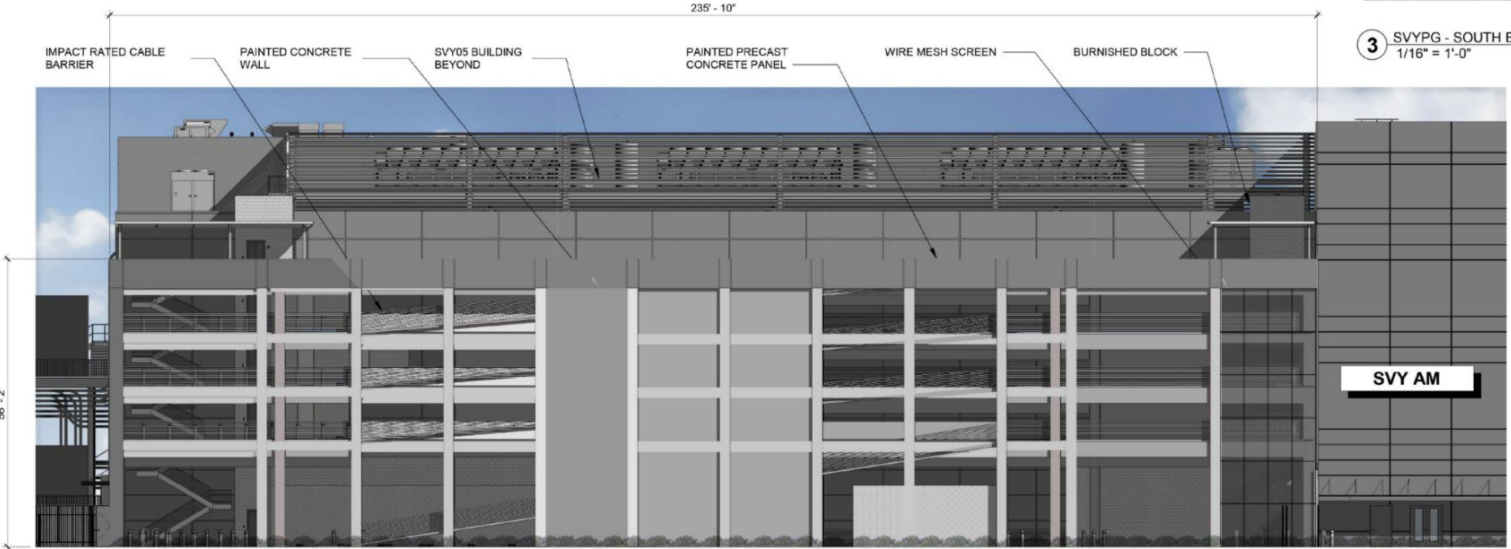 235' - 10"
IMPACT RATED CABLE
BARRIER
PAINTED CONCRETE
WALL
SVY05 BUILDING
BEYOND
PAINTED PRECAST
CONCRETE PANEL
WIRE MESH SCREEN
BURNISHED BLOCK
3
SVYPG - SOUTH E
1/16" = 1'-0"
SVY AM